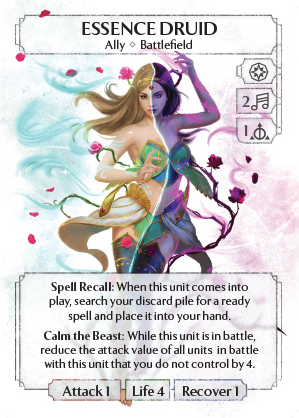 ESSENCE DRUID
Ally ◇ Battlefield
2
1
Spell Recall: When this unit comes into
play, search your discard pile for a ready
spell and place it into your hand.
Calm the Beast: While this unit is in battle,
reduce the attack value of all units in battle
with this unit that you do not control by 4.
Attack 1 Life 4 Recover 1